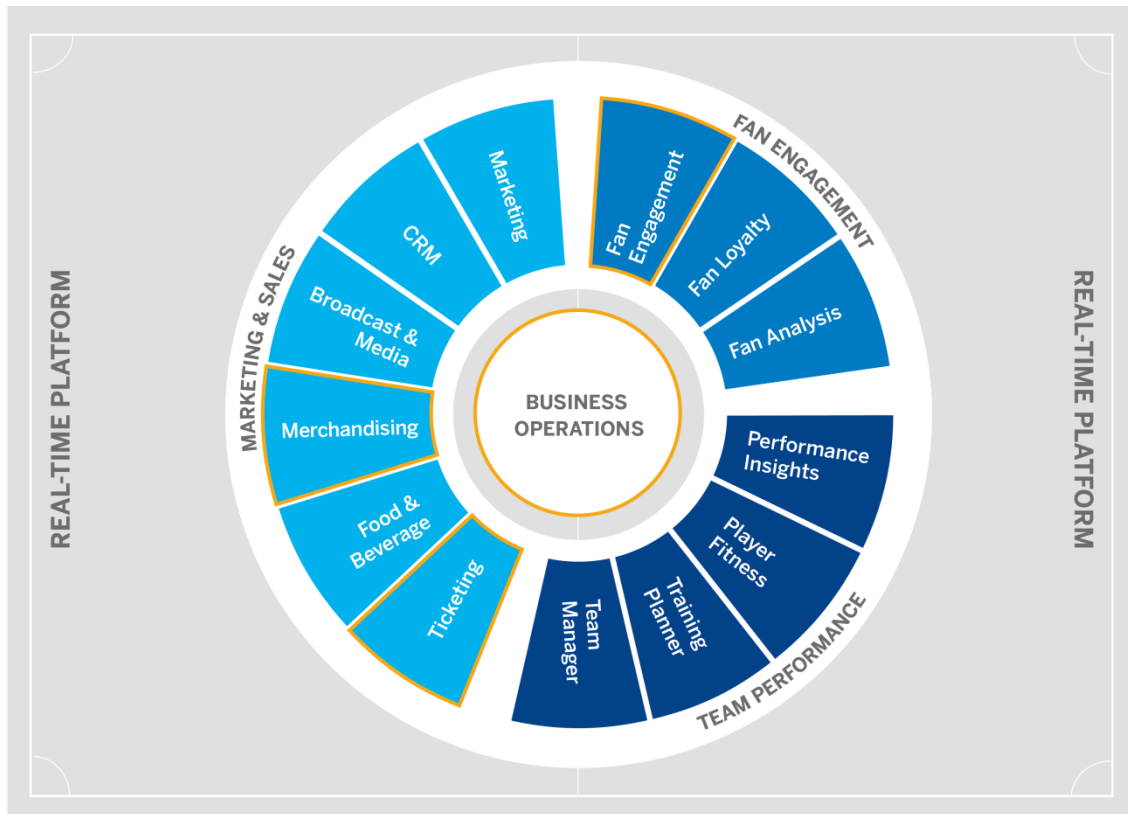 REAL-TIME PLATFORM
MARKETING & SALES
Marketing
CRM
Broadcast &
Media
Merchandising
Food &
Beverage
Ticketing
BUSINESS
OPERATIONS
FAN ENGAGEMENT
Fan
Engagement
Fan Loyalty
Fan Analysis
Performance
Insights
Player
Fitness
Training
Planner
Team
Manager
TEAM PERFORMANCE
REAL-TIME PLATFORM